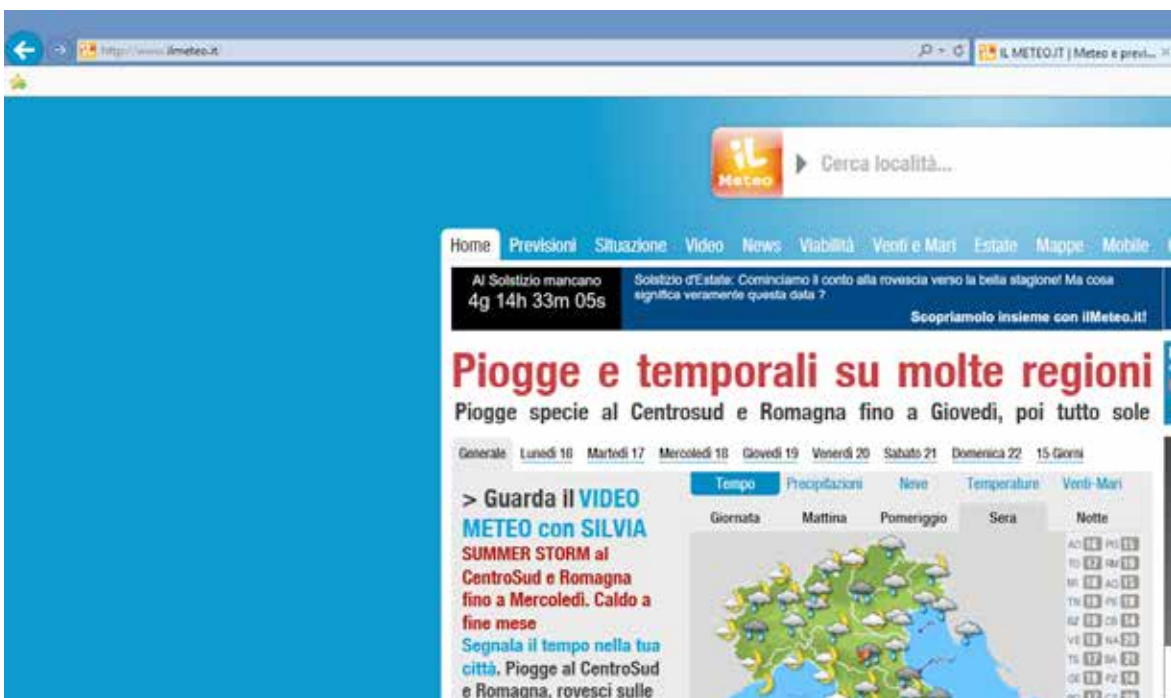 http://www.ilmeteo.it
IL METEO.IT | Meteo e previ...
iL
Meteo
Cerca località...
Home Previsioni Situazione Video News Viabilità Venti e Mari Estate Mappe Mobile
Al Solstizio mancano
4g 14h 33m 05s
Solstizio d'Estate: Cominciamo il conto alla rovescia verso la bella stagione! Ma cosa
significa veramente questa data ?
Scopriamolo insieme con ilMeteo.it!
Piogge e temporali su molte regioni
Piogge specie al Centrosud e Romagna fino a Giovedì, poi tutto sole
Generale Lunedì 16 Martedì 17 Mercoledì 18 Giovedì 19 Venerdì 20 Sabato 21 Domenica 22 15 Giorni
Tempo Precipitazioni Neve Temperature Venti-Mari
Giornata Mattina Pomeriggio Sera Notte
> Guarda il VIDEO
METEO con SILVIA
SUMMER STORM al
CentroSud e Romagna
fino a Mercoledì. Caldo a
fine mese
Segnala il tempo nella tua
città. Piogge al CentroSud
e Romagna, rovesci sulle